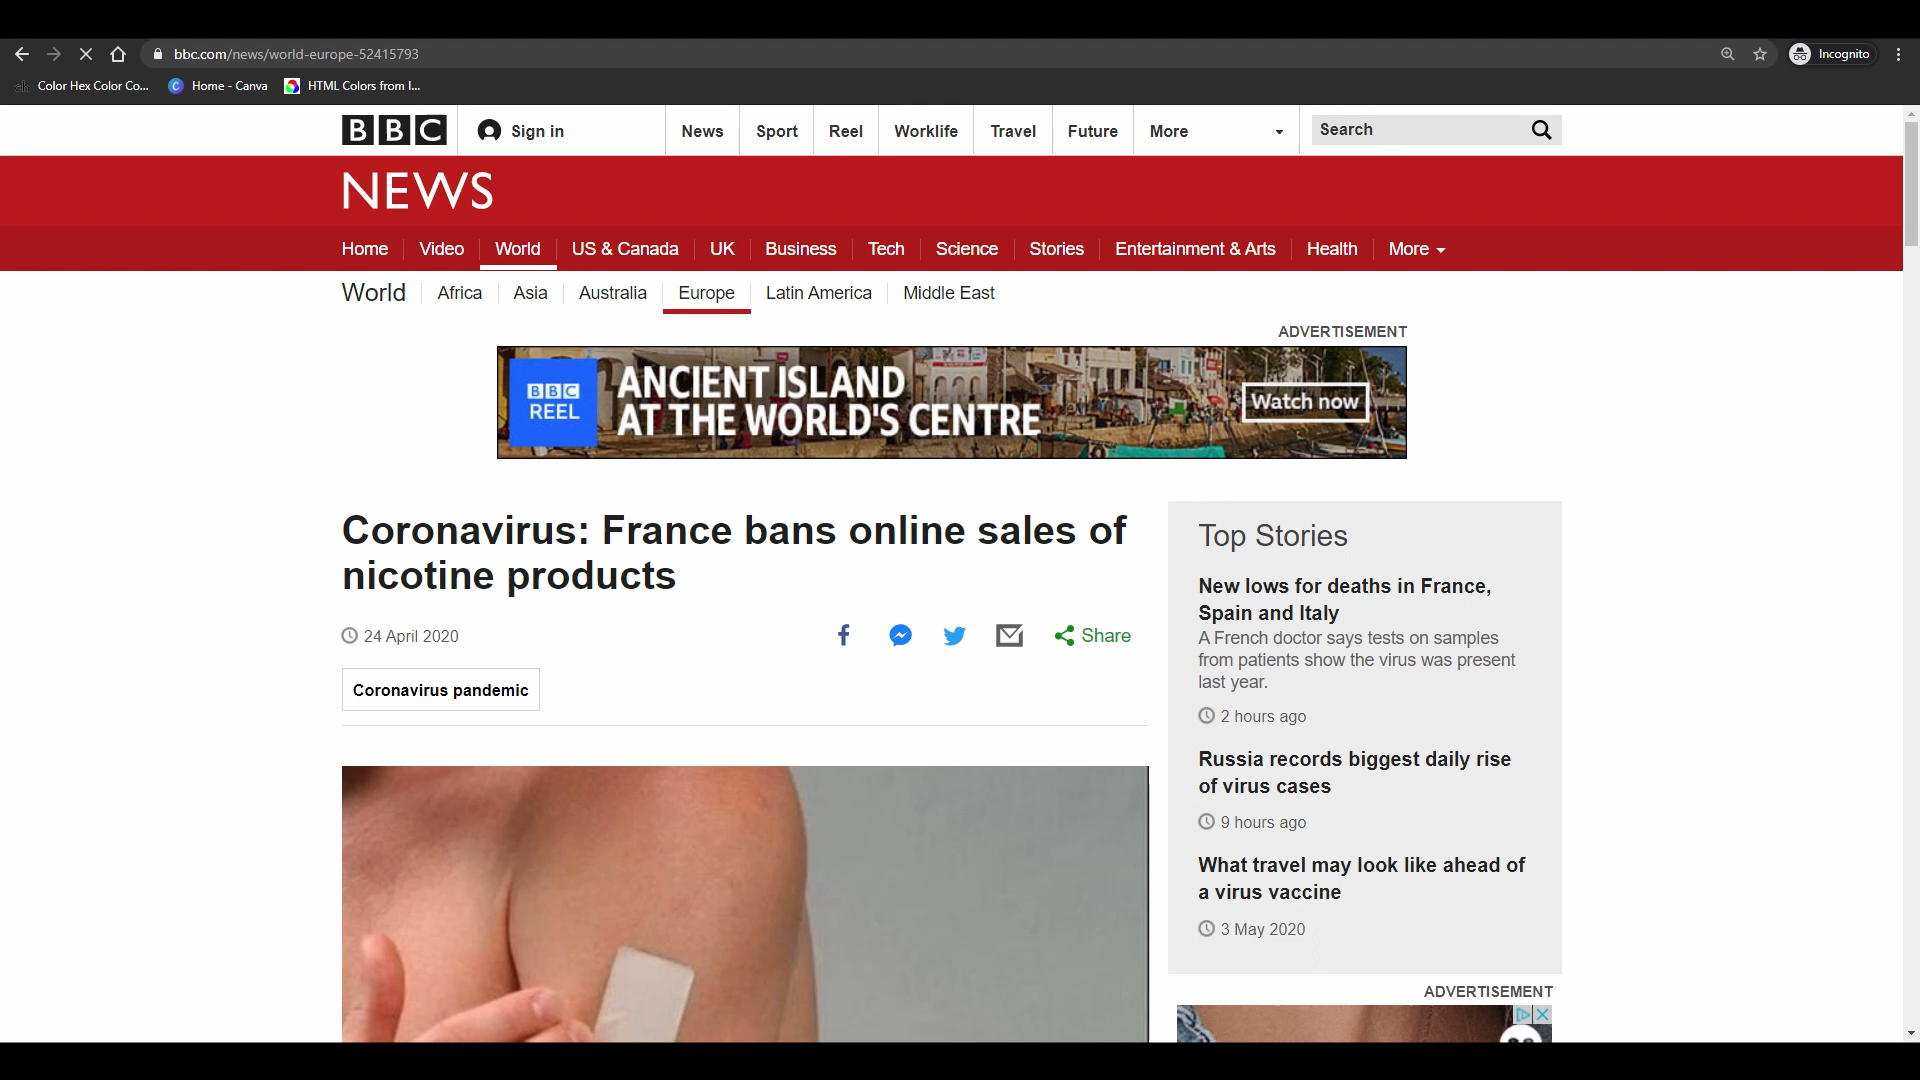 bbc.com/news/world-europe-52415793
Incognito
Color Hex Color Co...
Home - Canva
HTML Colors from I...
BBC
Sign in
News
Sport
Reel
Worklife
Travel
Future
More
Search
NEWS
Home
Video
World
US & Canada
UK
Business
Tech
Science
Stories
Entertainment & Arts
Health
More
World
Africa
Asia
Australia
Europe
Latin America
Middle East
ADVERTISEMENT
BBC
REEL
ANCIENT ISLAND
AT THE WORLD'S CENTRE
Watch now
Coronavirus: France bans online sales of
nicotine products
24 April 2020
Share
Coronavirus pandemic
Top Stories
New lows for deaths in France,
Spain and Italy
A French doctor says tests on samples
from patients show the virus was present
last year.
2 hours ago
Russia records biggest daily rise
of virus cases
9 hours ago
What travel may look like ahead of
a virus vaccine
3 May 2020
ADVERTISEMENT